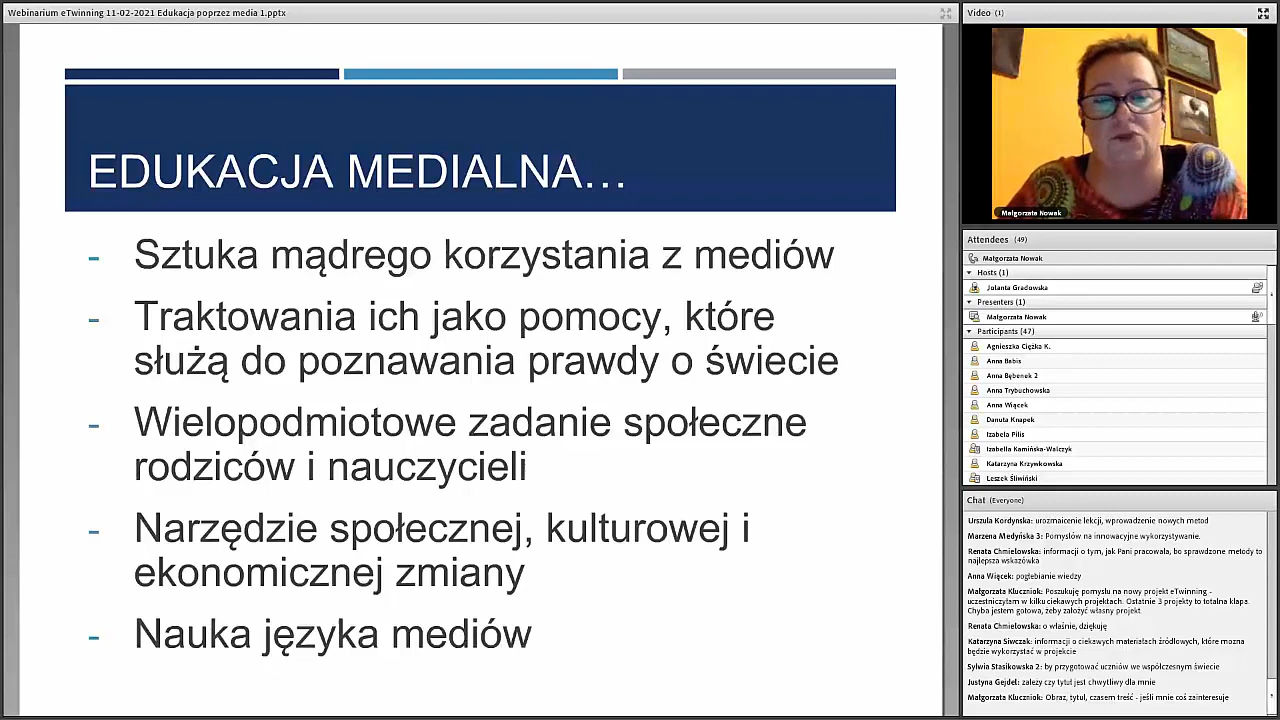 Webinarium eTwinning 11-02-2021 Edukacja poprzez media 1.pptx
EDUKACJA MEDIALNA…
- Sztuka mądrego korzystania z mediów
- Traktowania ich jako pomocy, które
służą do poznawania prawdy o świecie
- Wielopodmiotowe zadanie społeczne
rodziców i nauczycieli
- Narzędzie społecznej, kulturowej i
ekonomicznej zmiany
- Nauka języka mediów
Video (1)
Małgorzata Nowak
Attendees (49)
Małgorzata Nowak
Hosts (1)
Jolanta Gradowska
Presenters (1)
Małgorzata Nowak
Participants (47)
Agnieszka Ciężka K.
Anna Babis
Anna Bębenek 2
Anna Trybuchowska
Anna Wiącek
Danuta Knapek
Izabela Pilis
Izabella Kamińska-Walczyk
Katarzyna Krzywkowska
Leszek Śliwiński
Chat (Everyone)
Urszula Kordynska: urozmaicenie lekcji, wprowadzenie nowych metod
Marzena Medyńska 3: Pomysłów na innowacyjne wykorzystywanie.
Renata Chmielowska: informacji o tym, jak Pani pracowała, bo sprawdzone metody to
najlepsza wskazówka
Anna Wiącek: pogłebianie wiedzy
Małgorzata Kluczniok: Poszukuję pomysłu na nowy projekt eTwinning -
uczestniczyłam w kilku ciekawych projektach. Ostatnie 3 projekty to totalna klapa.
Chyba jestem gotowa, żeby założyć własny projekt.
Renata Chmielowska: o właśnie, dziękuję
Katarzyna Siwczak: informacji o ciekawych materiałach źródłowych, które mozna
będzie wykorzystać w projekcie
Sylwia Stasikowska 2: by przygotować uczniów we współczesnym świecie
Justyna Gejdel: zależy czy tytuł jest chwytliwy dla mnie
Małgorzata Kluczniok: Obraz, tytuł, czasem treść - jeśli mnie coś zainteresuje